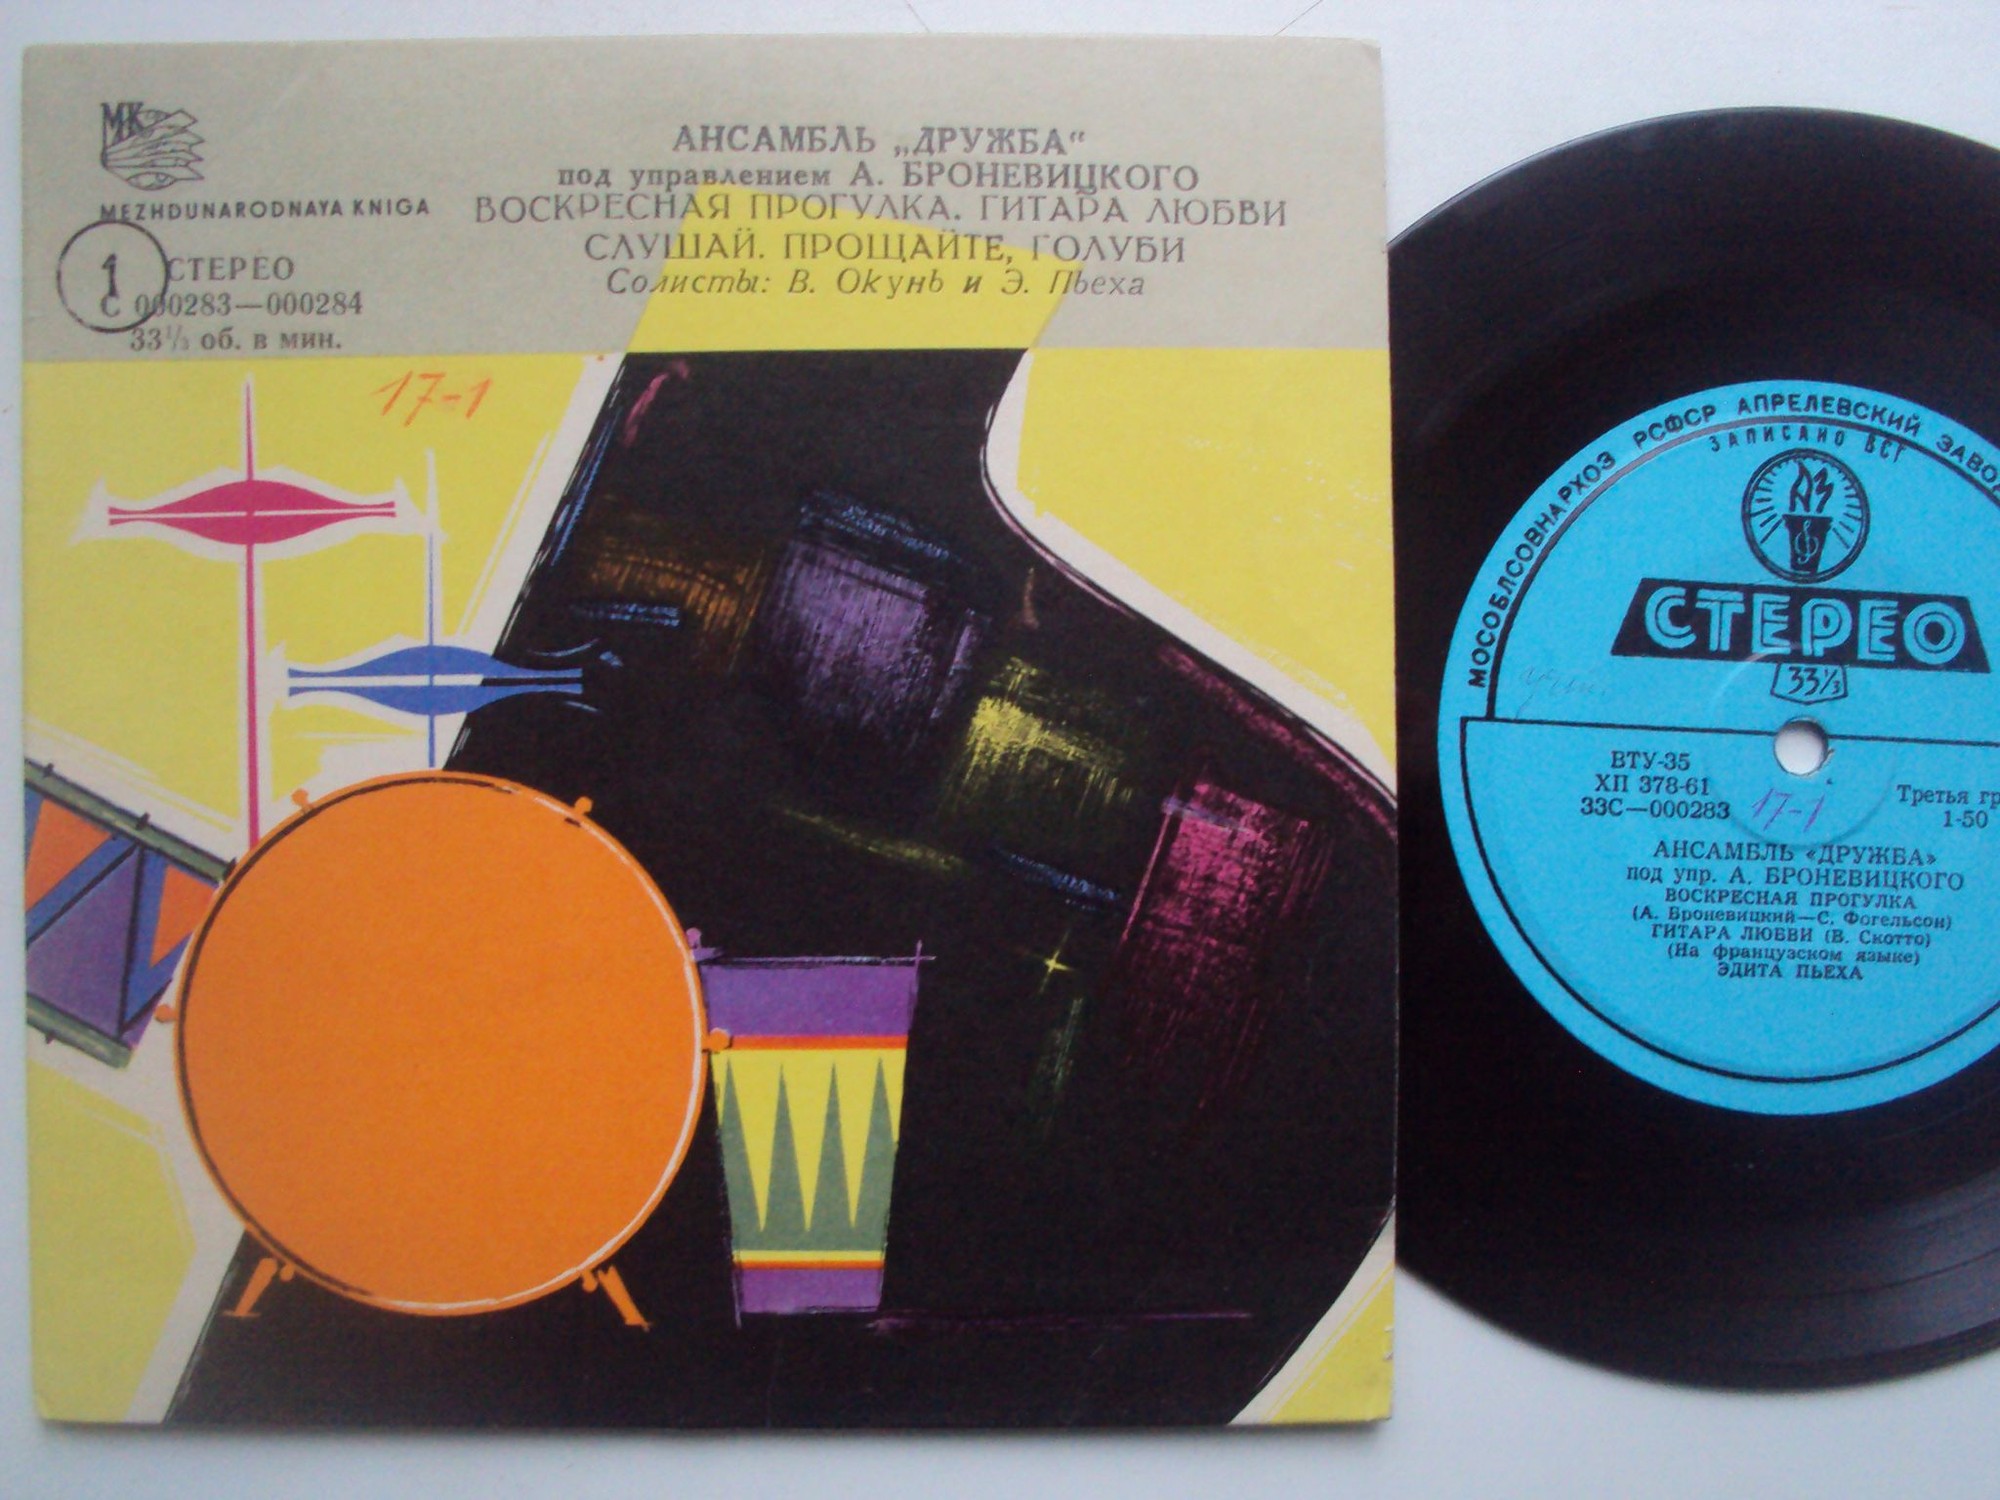 МК
MEZHDUNARODNAYA KNIGA
1
СТЕРЕО
С 000283—000284
33⅓ об. в мин.
АНСАМБЛЬ „ДРУЖБА“
под управлением А. БРОНЕВИЦКОГО
ВОСКРЕСНАЯ ПРОГУЛКА. ГИТАРА ЛЮБВИ
СЛУШАЙ. ПРОЩАЙТЕ, ГОЛУБИ
Солисты: В. Окунь и Э. Пьеха
17-1
МОСОБЛСОВНАРХОЗ РСФСР АПРЕЛЕВСКИЙ ЗАВОД
ЗАПИСАНО ВСГ
АЗ
СТЕРЕО
33⅓
ВТУ-35
ХП 378-61
33С—000283
17-1
Третья гр
1-50
АНСАМБЛЬ «ДРУЖБА»
под упр. А. БРОНЕВИЦКОГО
ВОСКРЕСНАЯ ПРОГУЛКА
(А. Броневицкий—С. Фогельсон)
ГИТАРА ЛЮБВИ (В. Скотто)
(На французском языке)
ЭДИТА ПЬЕХА